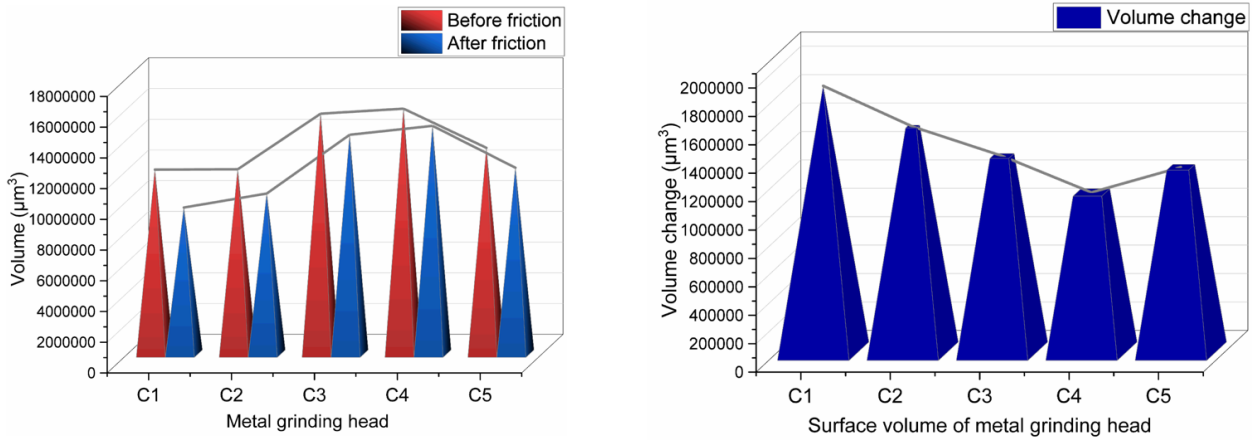 Before friction
After friction
18000000
16000000
14000000
12000000
10000000
8000000
6000000
4000000
2000000
0
Volume (μm³)
C1 C2 C3 C4 C5
Metal grinding head
Volume change
2000000
1800000
1600000
1400000
1200000
1000000
800000
600000
400000
200000
0
Volume change (μm³)
C1 C2 C3 C4 C5
Surface volume of metal grinding head